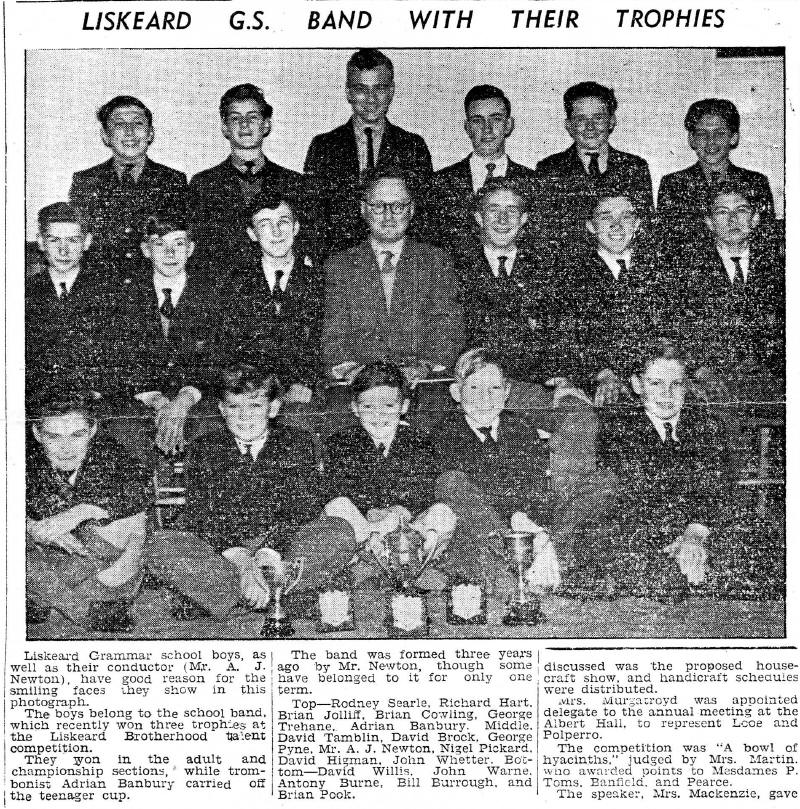 LISKEARD G.S. BAND WITH THEIR TROPHIES
Liskeard Grammar school boys, as
well as their conductor (Mr. A. J.
Newton), have good reason for the
smiling faces they show in this
photograph.
The boys belong to the school band,
which recently won three trophies at
the Liskeard Brotherhood talent
competition.
They won in the adult and
championship sections, while trom-
bonist Adrian Banbury carried off
the teenager cup.
The band was formed three years
ago by Mr. Newton, though some
have belonged to it for only one
term.
Top—Rodney Searle, Richard Hart,
Brian Jolliff, Brian Cowling, George
Trehane, Adrian Banbury. Middle,
David Tamblin, David Brock, George
Pyne, Mr. A. J. Newton, Nigel Pickard,
David Higman, John Whetter. Bot-
tom—David Willis, John Warne,
Antony Burne, Bill Burrough, and
Brian Pook.
discussed was the proposed house-
craft show, and handicraft schedules
were distributed.
Mrs. Murgatroyd was appointed
delegate to the annual meeting at the
Albert Hall, to represent Looe and
Polperro.
The competition was "A bowl of
hyacinths," judged by Mrs. Martin,
who awarded points to Mesdames P.
Toms, Banfield, and Pearce.
The speaker, Mrs. Mackenzie, gave